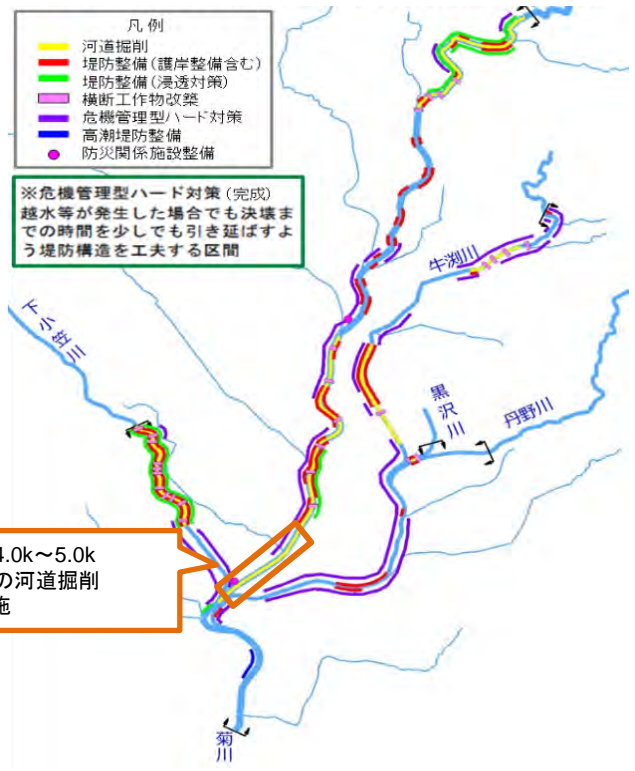 凡例
河道掘削
堤防整備(護岸整備含む)
堤防整備(浸透対策)
横断工作物改築
危機管理型ハード対策
高潮堤防整備
防災関係施設整備
※危機管理型ハード対策(完成)
越水等が発生した場合でも決壊ま
での時間を少しでも引き延ばすよ
う堤防構造を工夫する区間
牛渕川
下小笠川
黒沢川
丹野川
4.0k～5.0k
の河道掘削
施
菊川